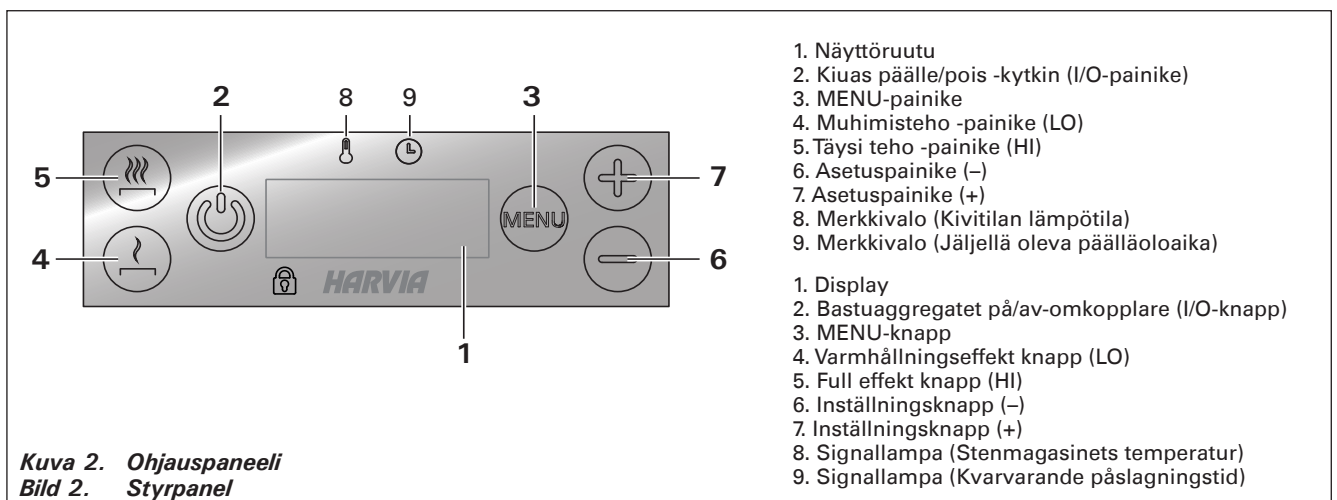 2
8
9
3
5
7
MENU
4
6
HARVIA
1
1. Näyttöruutu
2. Kiuas päälle/pois -kytkin (I/O-painike)
3. MENU-painike
4. Muhimisteho -painike (LO)
5. Täysi teho -painike (HI)
6. Asetuspainike (–)
7. Asetuspainike (+)
8. Merkkivalo (Kivitilan lämpötila)
9. Merkkivalo (Jäljellä oleva päälläoloaika)
1. Display
2. Bastuaggregatet på/av-omkopplare (I/O-knapp)
3. MENU-knapp
4. Varmhållningseffekt knapp (LO)
5. Full effekt knapp (HI)
6. Inställningsknapp (–)
7. Inställningsknapp (+)
8. Signallampa (Stenmagasinets temperatur)
9. Signallampa (Kvarvarande påslagningstid)
Kuva 2. Ohjauspaneeli
Bild 2. Styrpanel